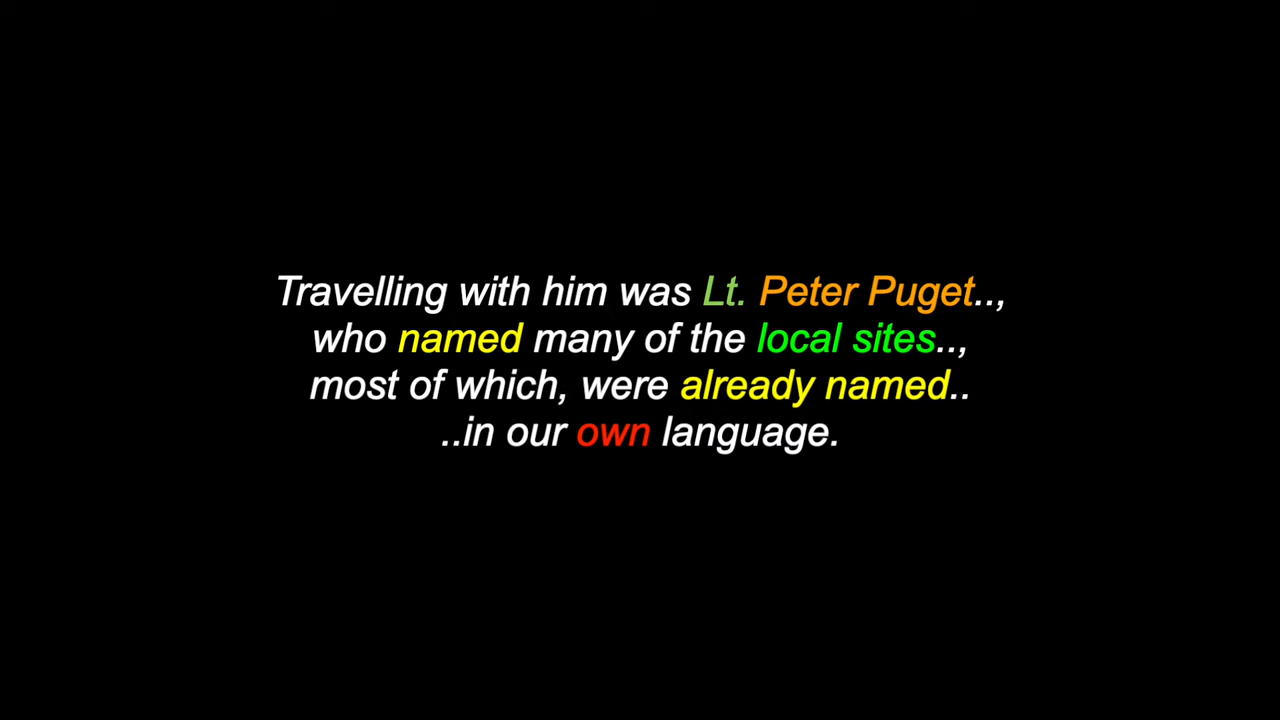 Travelling with him was Lt. Peter Puget..,
who named many of the local sites..,
most of which, were already named..
..in our own language.